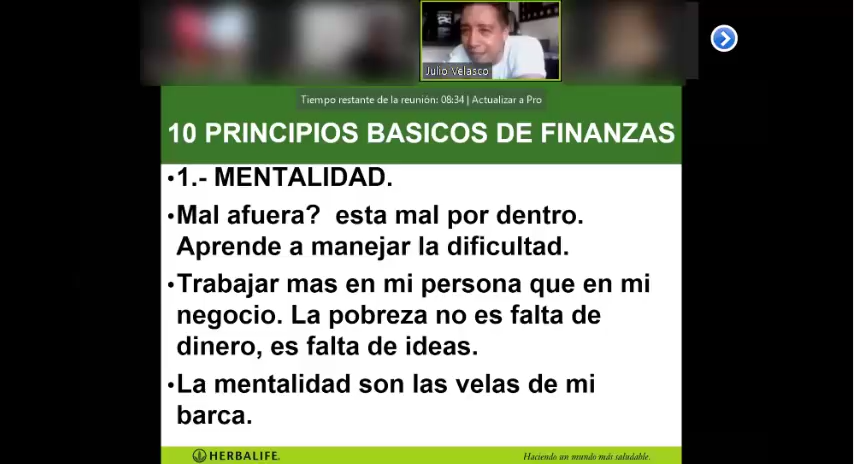 Julio Velasco
Tiempo restante de la reunión: 08:34 | Actualizar a Pro
10 PRINCIPIOS BASICOS DE FINANZAS
•1.- MENTALIDAD.
•Mal afuera?  esta mal por dentro.
Aprende a manejar la dificultad.
•Trabajar mas en mi persona que en mi
negocio. La pobreza no es falta de
dinero, es falta de ideas.
•La mentalidad son las velas de mi
barca.
HERBALIFE.
Haciendo un mundo más saludable.